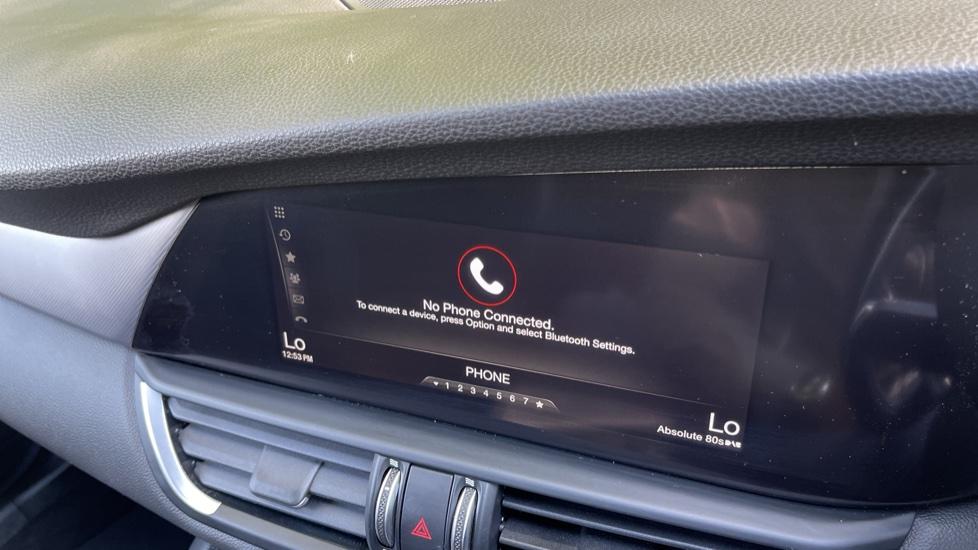 No Phone Connected.
To connect a device, press Option and select Bluetooth Settings.
Lo
12:53 PM
PHONE
1 2 3 4 5 6 7
Lo
Absolute 80s